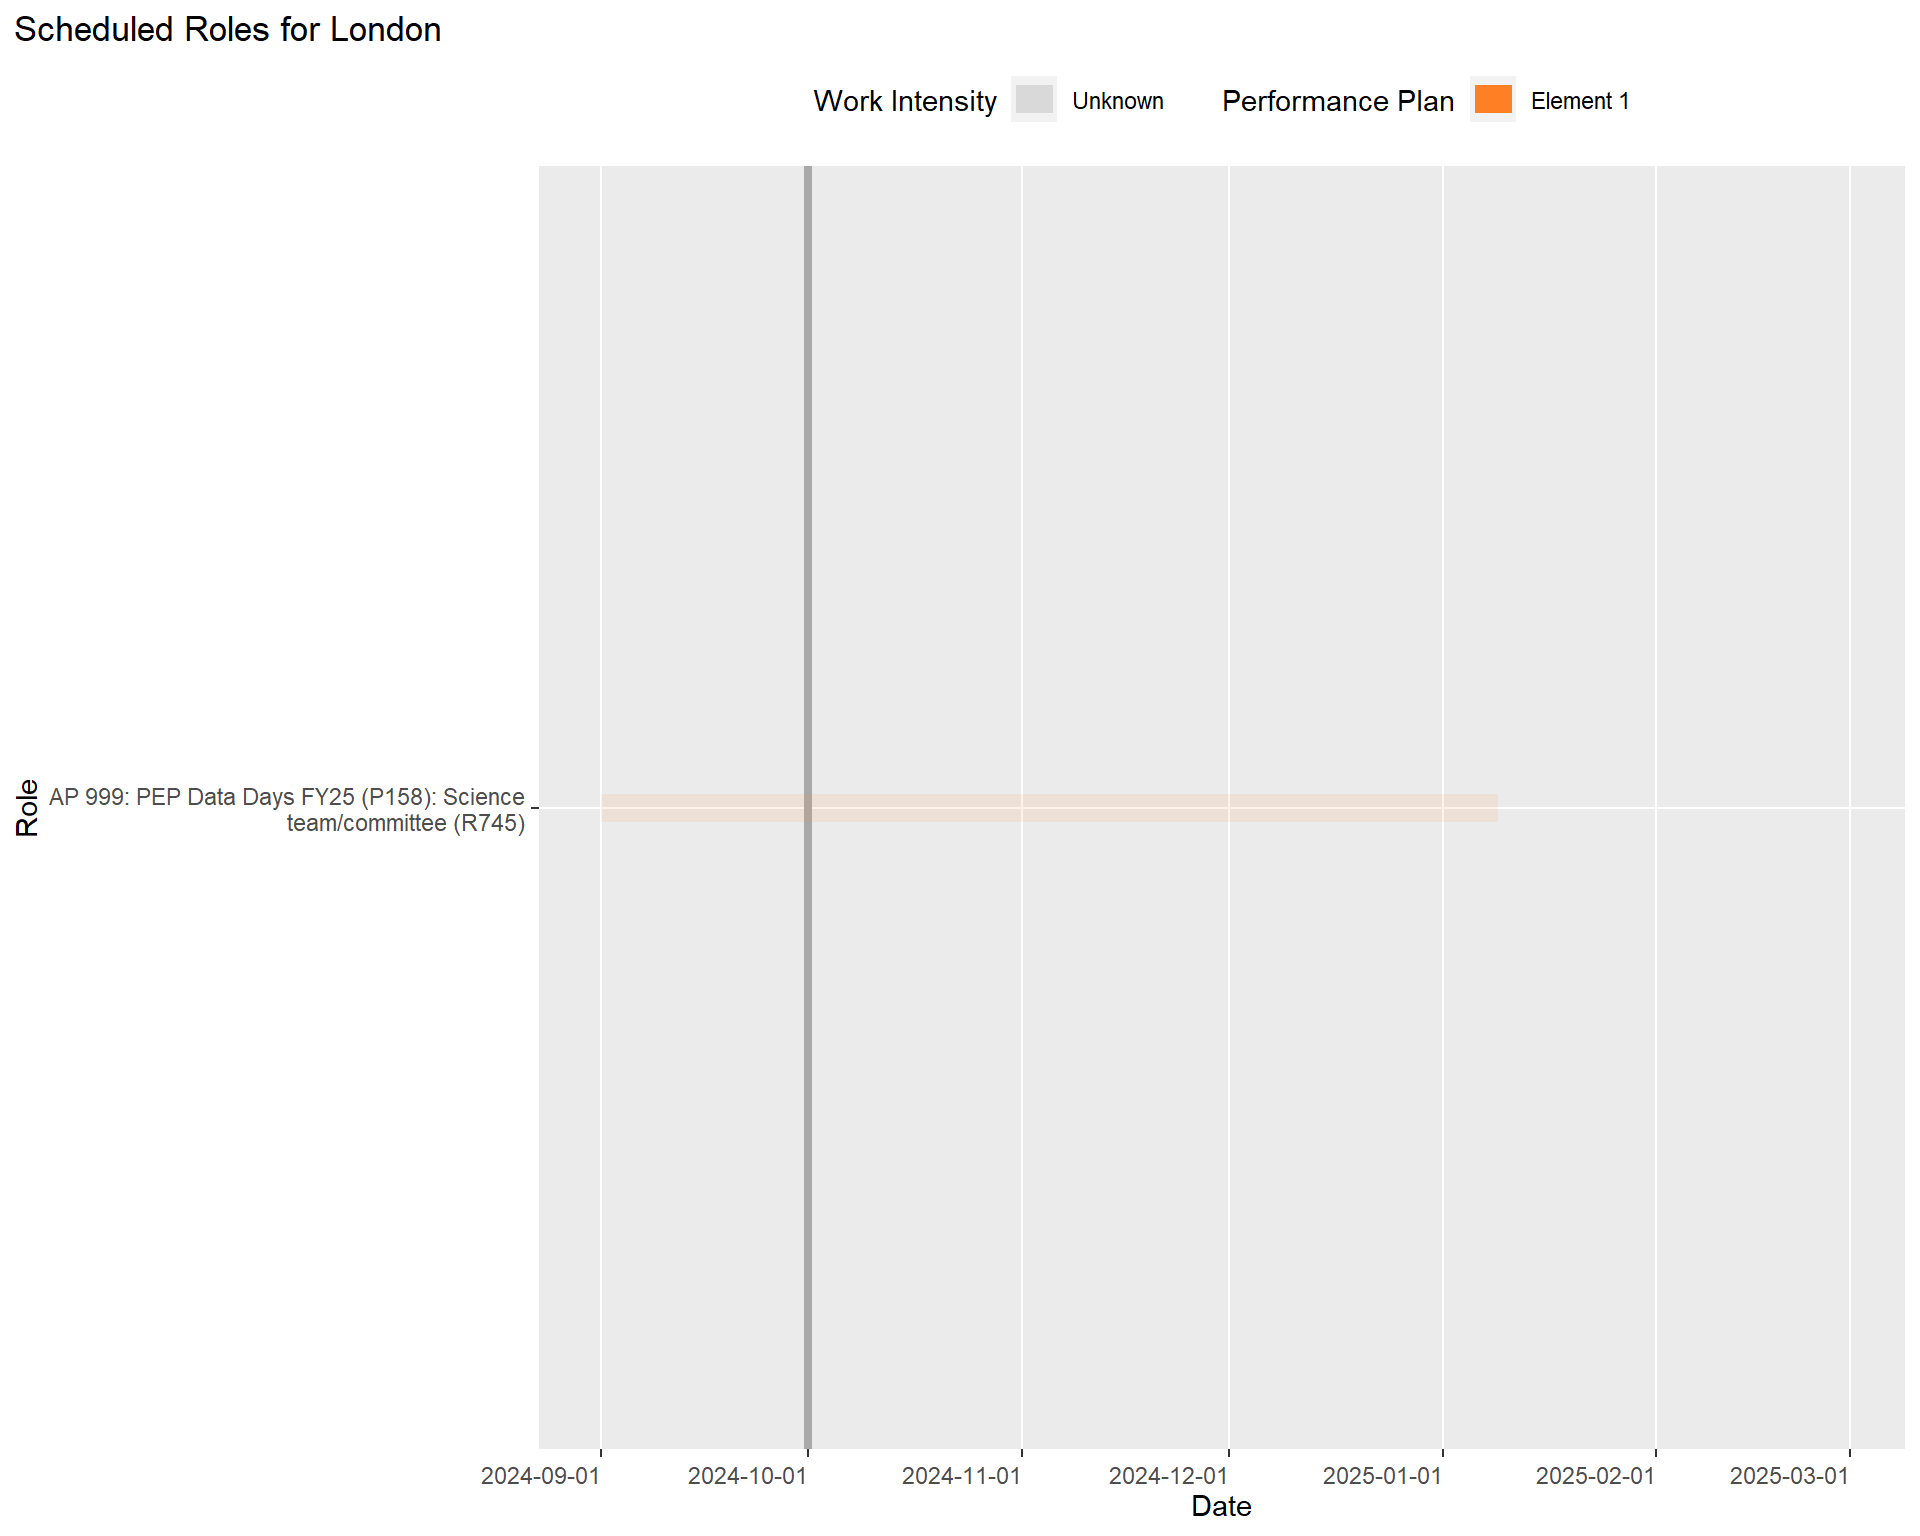 Scheduled Roles for London
Work Intensity Unknown Performance Plan Element 1
Role
AP 999: PEP Data Days FY25 (P158): Science
team/committee (R745)
2024-09-01 2024-10-01 2024-11-01 2024-12-01 2025-01-01 2025-02-01 2025-03-01
Date